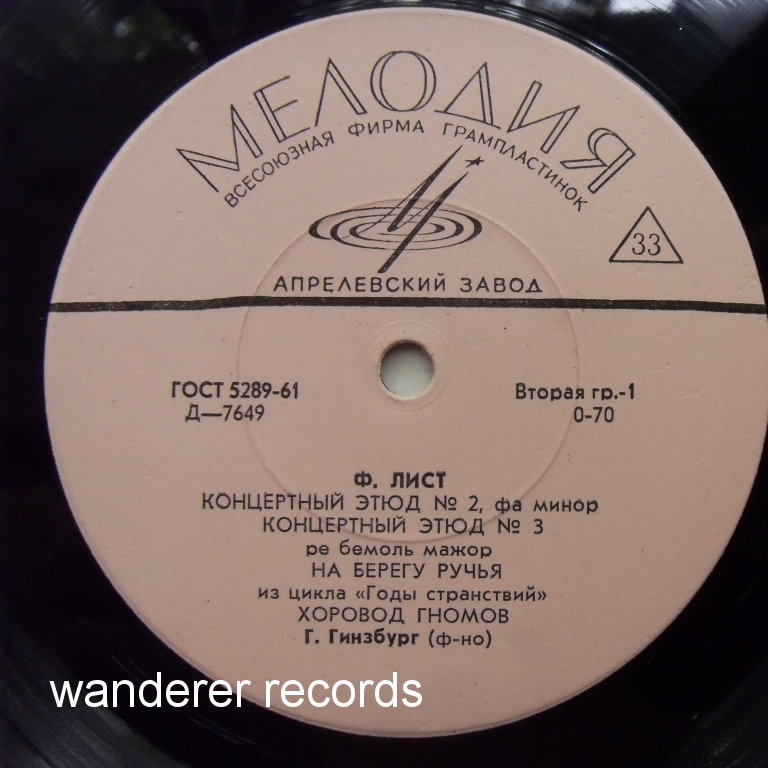 МЕЛОДИЯ
ВСЕСОЮЗНАЯ ФИРМА ГРАМПЛАСТИНОК
33
АПРЕЛЕВСКИЙ ЗАВОД
ГОСТ 5289-61
Вторая гр.-1
Д—7649
0-70
Ф. ЛИСТ
КОНЦЕРТНЫЙ ЭТЮД № 2, фа минор
КОНЦЕРТНЫЙ ЭТЮД № 3
ре бемоль мажор
НА БЕРЕГУ РУЧЬЯ
из цикла «Годы странствий»
ХОРОВОД ГНОМОВ
Г. Гинзбург (ф-но)
wanderer records